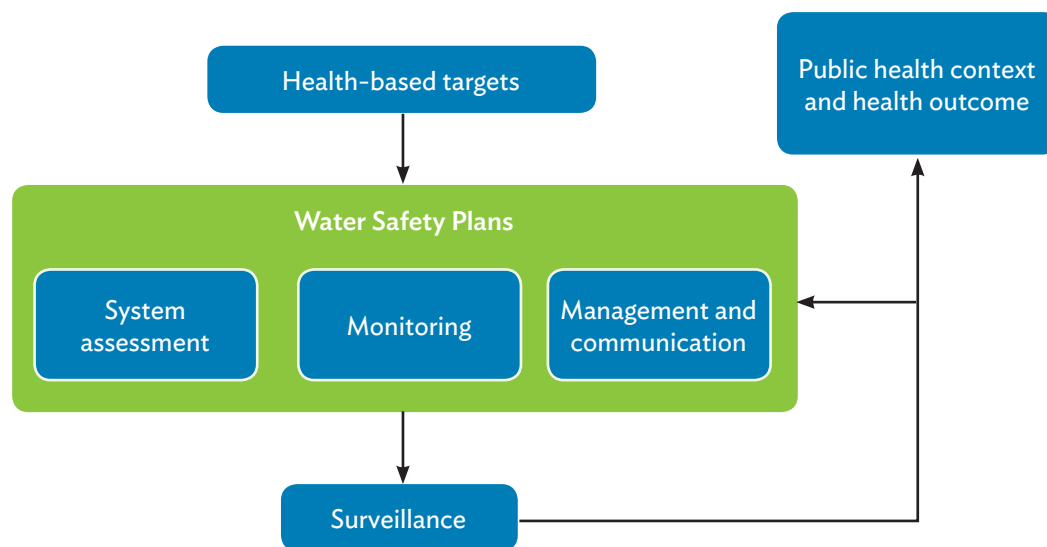 Health-based targets
Public health context
and health outcome
Water Safety Plans
System
assessment
Monitoring
Management and
communication
Surveillance